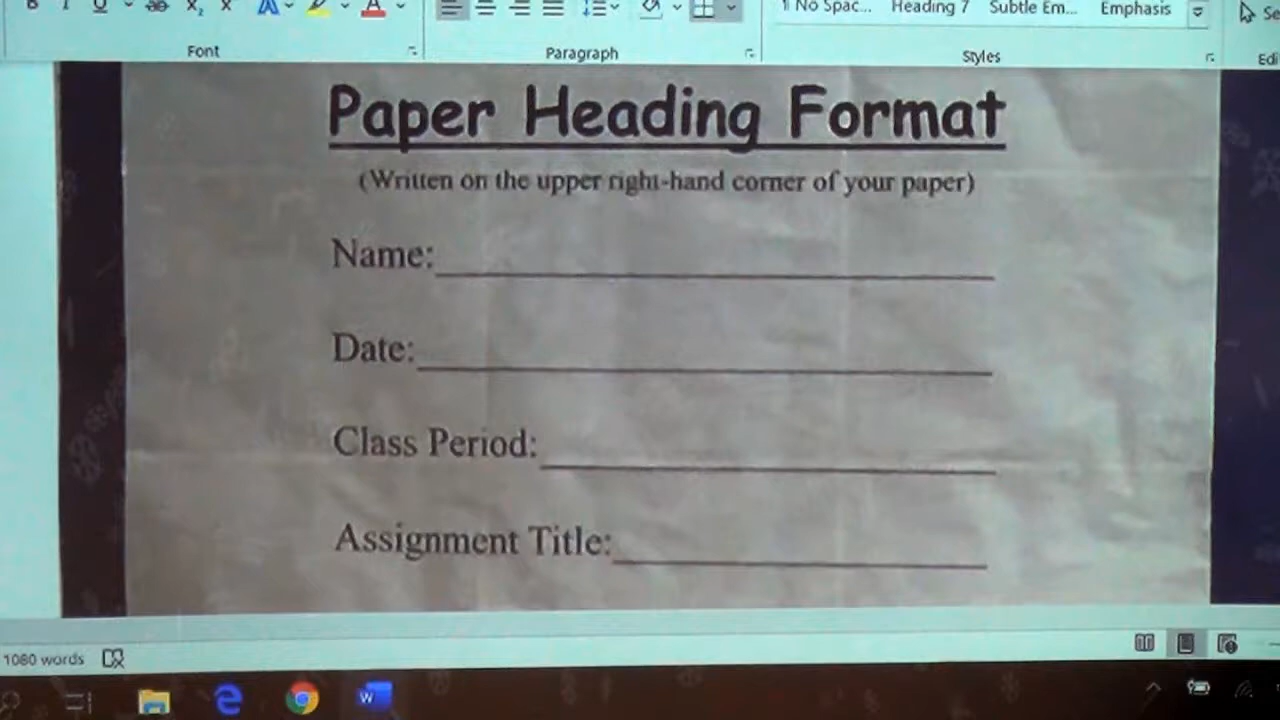 Font
Paragraph
Styles
¶ No Spac... Heading 7 Subtle Em... Emphasis
Paper Heading Format
(Written on the upper right-hand corner of your paper)
Name:
Date:
Class Period:
Assignment Title:
1080 words